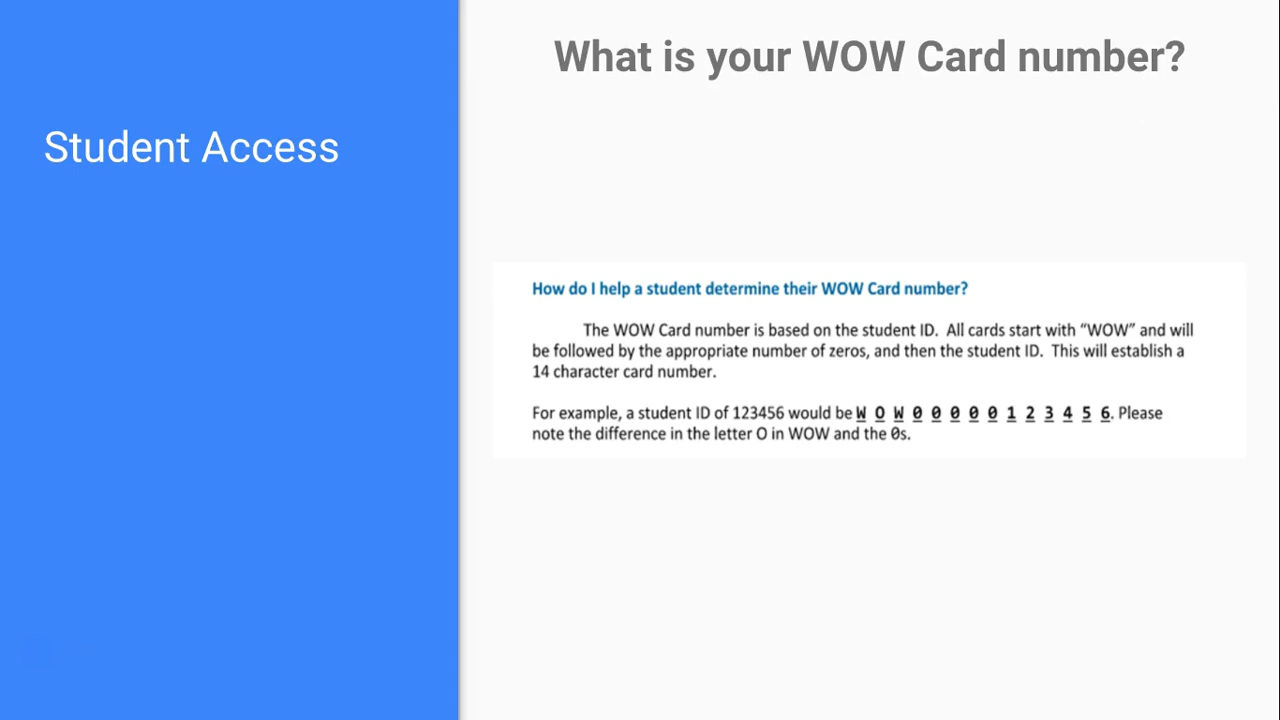 What is your WOW Card number?
Student Access
How do I help a student determine their WOW Card number?
The WOW Card number is based on the student ID. All cards start with “WOW” and will
be followed by the appropriate number of zeros, and then the student ID. This will establish a
14 character card number.
For example, a student ID of 123456 would be W O W 0 0 0 0 0 1 2 3 4 5 6. Please
note the difference in the letter O in WOW and the 0s.